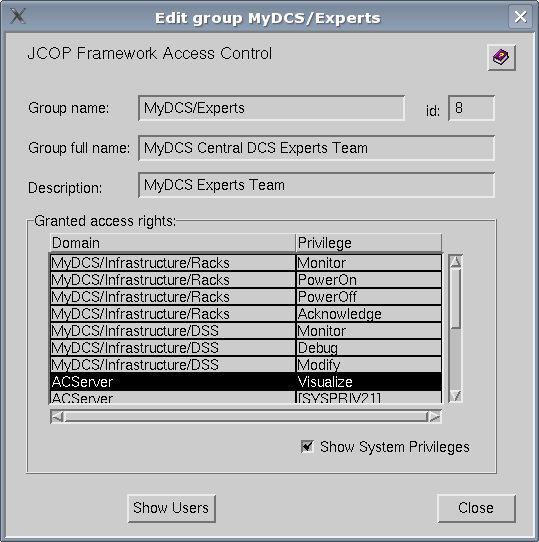 Edit group MyDCS/Experts
JCOP Framework Access Control
Group name: MyDCS/Experts id: 8
Group full name: MyDCS Central DCS Experts Team
Description: MyDCS Experts Team
Granted access rights:
Domain Privilege
MyDCS/Infrastructure/Racks Monitor
MyDCS/Infrastructure/Racks PowerOn
MyDCS/Infrastructure/Racks PowerOff
MyDCS/Infrastructure/Racks Acknowledge
MyDCS/Infrastructure/DSS Monitor
MyDCS/Infrastructure/DSS Debug
MyDCS/Infrastructure/DSS Modify
ACServer Visualize
ACServer [SYSPRIV21]
Show System Privileges
Show Users Close